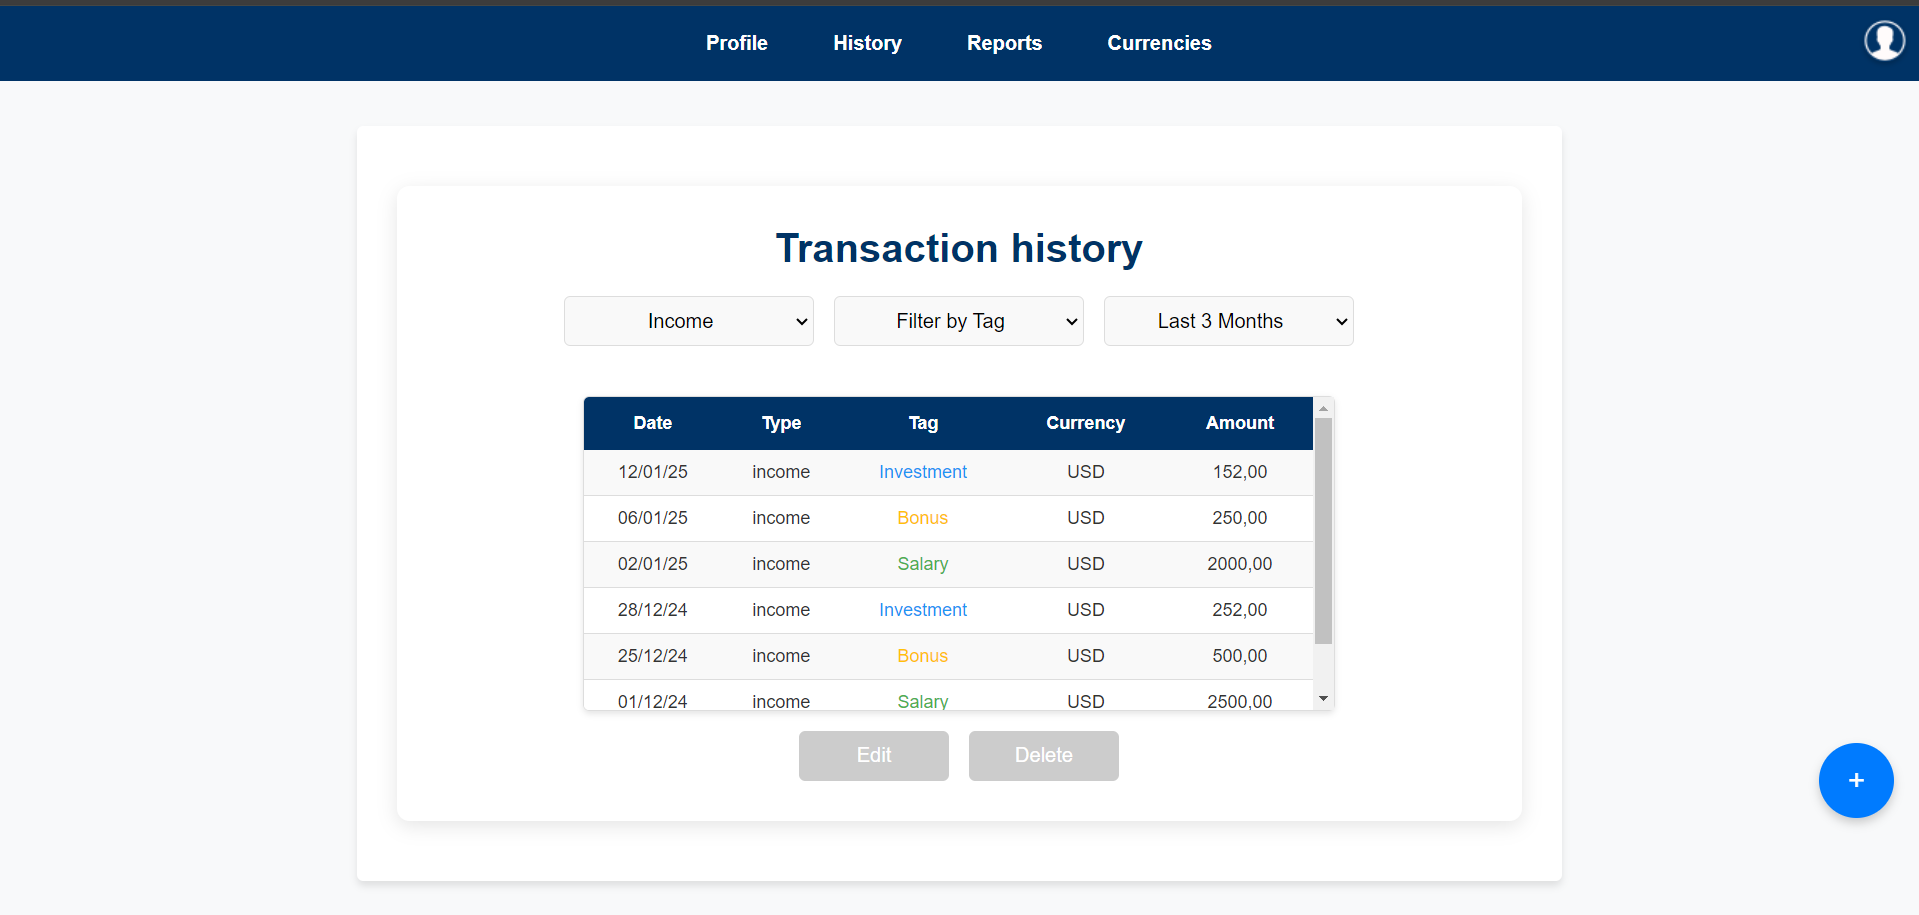 Profile History Reports Currencies
Transaction history
Income Filter by Tag Last 3 Months
Date Type Tag Currency Amount
12/01/25 income Investment USD 152,00
06/01/25 income Bonus USD 250,00
02/01/25 income Salary USD 2000,00
28/12/24 income Investment USD 252,00
25/12/24 income Bonus USD 500,00
01/12/24 income Salary USD 2500,00
Edit Delete
+